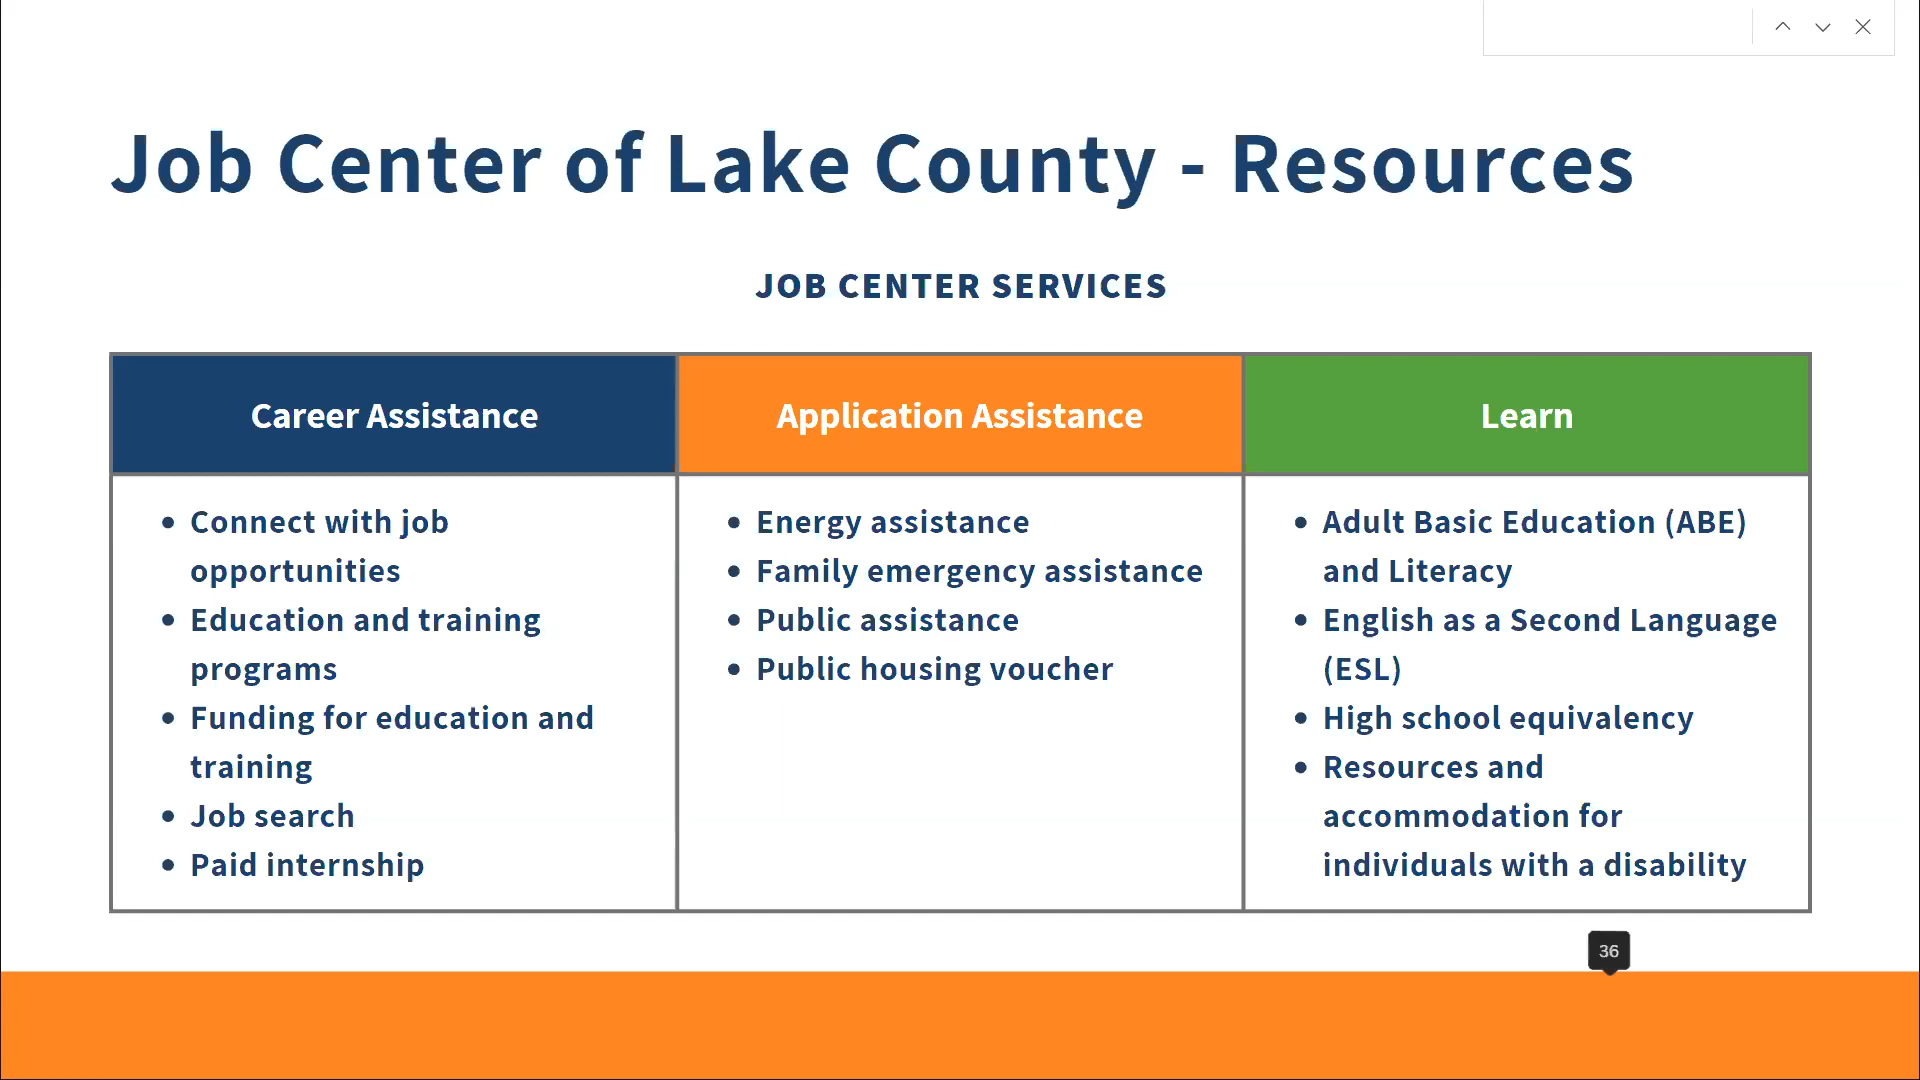 Job Center of Lake County - Resources
JOB CENTER SERVICES
Career Assistance
• Connect with job
opportunities
• Education and training
programs
• Funding for education and
training
• Job search
• Paid internship
Application Assistance
• Energy assistance
• Family emergency assistance
• Public assistance
• Public housing voucher
Learn
• Adult Basic Education (ABE)
and Literacy
• English as a Second Language
(ESL)
• High school equivalency
• Resources and
accommodation for
individuals with a disability
36